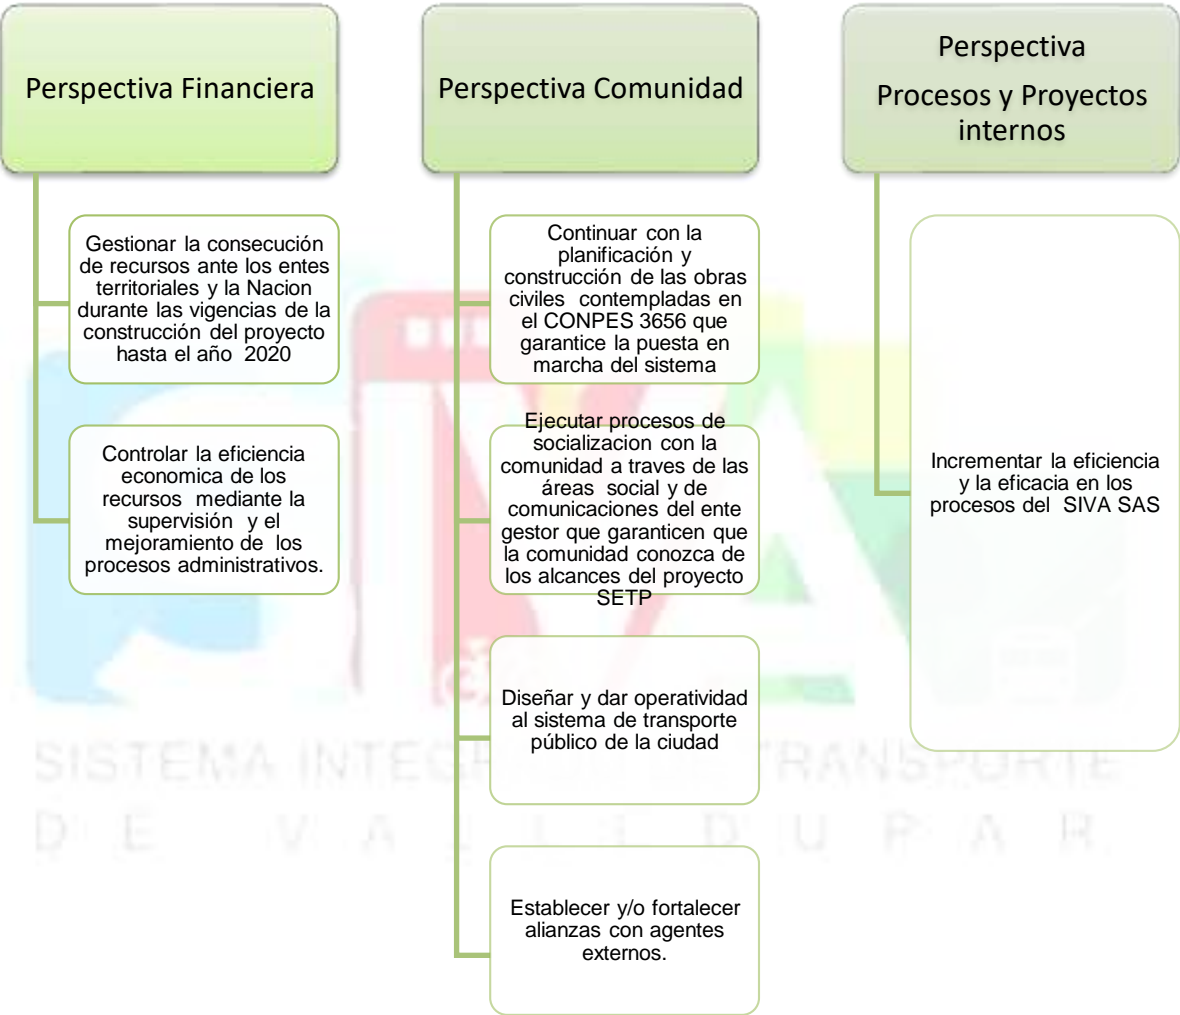 Perspectiva Financiera
Gestionar la consecución
de recursos ante los entes
territoriales y la Nacion
durante las vigencias de la
construcción del proyecto
hasta el año 2020
Controlar la eficiencia
economica de los
recursos mediante la
supervisión y el
mejoramiento de los
procesos administrativos.
Perspectiva Comunidad
Continuar con la
planificación y
construcción de las obras
civiles contempladas en
el CONPES 3656 que
garantice la puesta en
marcha del sistema
Ejecutar procesos de
socializacion con la
comunidad a traves de las
áreas social y de
comunicaciones del ente
gestor que garanticen que
la comunidad conozca de
los alcances del proyecto
SETP
Diseñar y dar operatividad
al sistema de transporte
público de la ciudad
Establecer y/o fortalecer
alianzas con agentes
externos.
Perspectiva
Procesos y Proyectos
internos
Incrementar la eficiencia
y la eficacia en los
procesos del SIVA SAS
SIVA
SISTEMA INTEGRADO DE TRANSPORTE
DE VALLEDUPAR